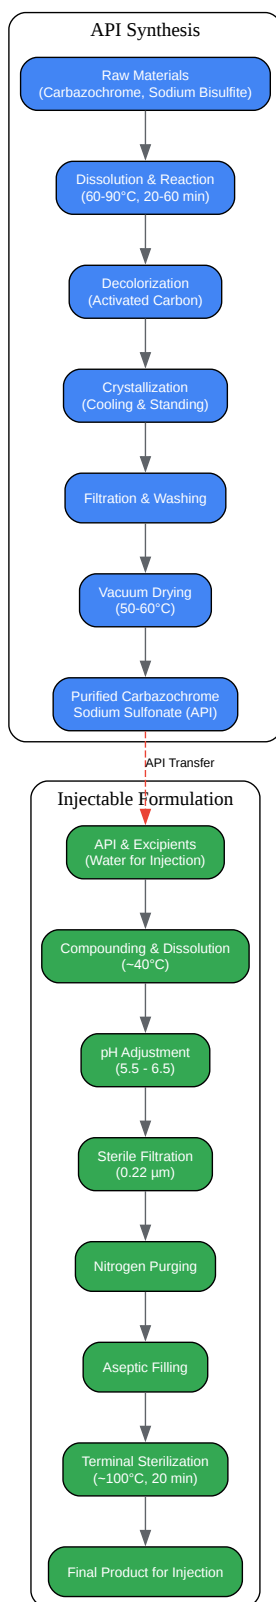 API Synthesis
Raw Materials
(Carbazochrome, Sodium Bisulfite)
Dissolution & Reaction
(60-90°C, 20-60 min)
Decolorization
(Activated Carbon)
Crystallization
(Cooling & Standing)
Filtration & Washing
Vacuum Drying
(50-60°C)
Purified Carbazochrome
Sodium Sulfonate (API)
API Transfer
Injectable Formulation
API & Excipients
(Water for Injection)
Compounding & Dissolution
(~40°C)
pH Adjustment
(5.5 - 6.5)
Sterile Filtration
(0.22 µm)
Nitrogen Purging
Aseptic Filling
Terminal Sterilization
(~100°C, 20 min)
Final Product for Injection